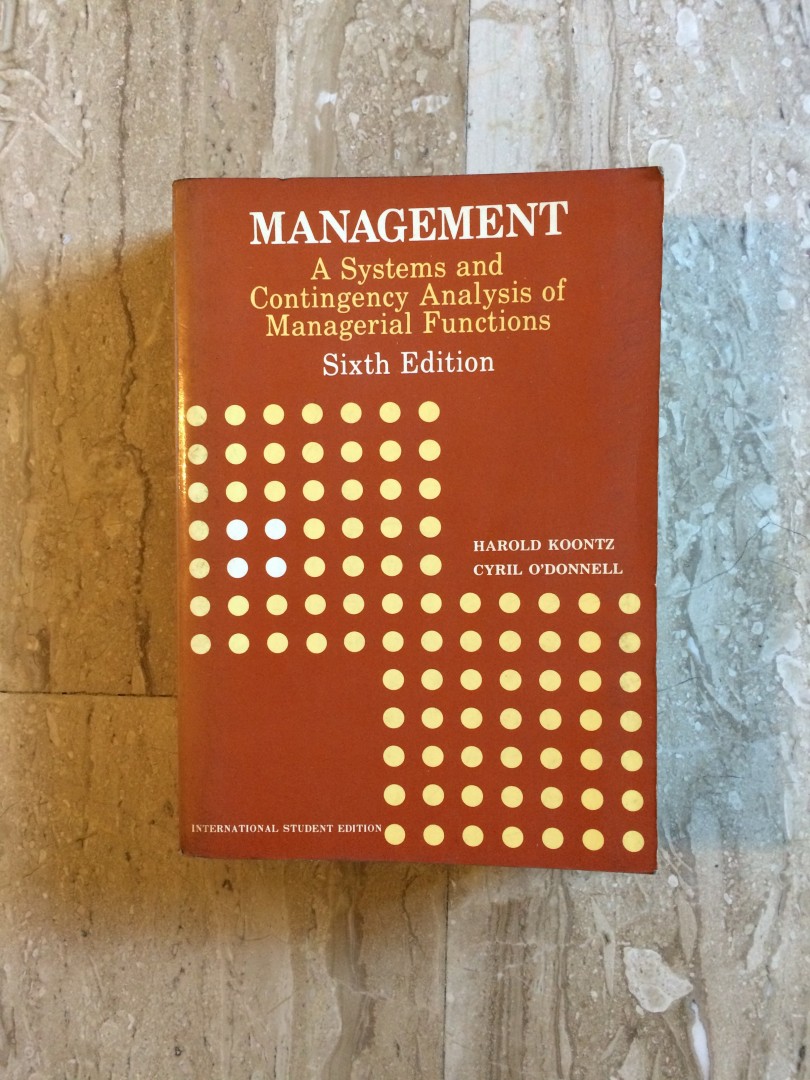 MANAGEMENT
A Systems and
Contingency Analysis of
Managerial Functions
Sixth Edition
HAROLD KOONTZ
CYRIL O'DONNELL
INTERNATIONAL STUDENT EDITION